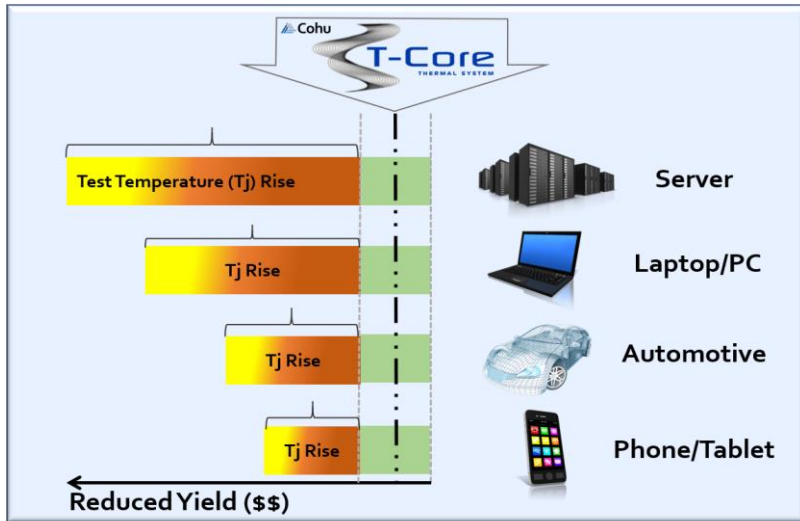 Cohu
T-Core
THERMAL SYSTEM
Test Temperature (Tj) Rise
Server
Tj Rise
Laptop/PC
Tj Rise
Automotive
Tj Rise
Phone/Tablet
Reduced Yield ($$)